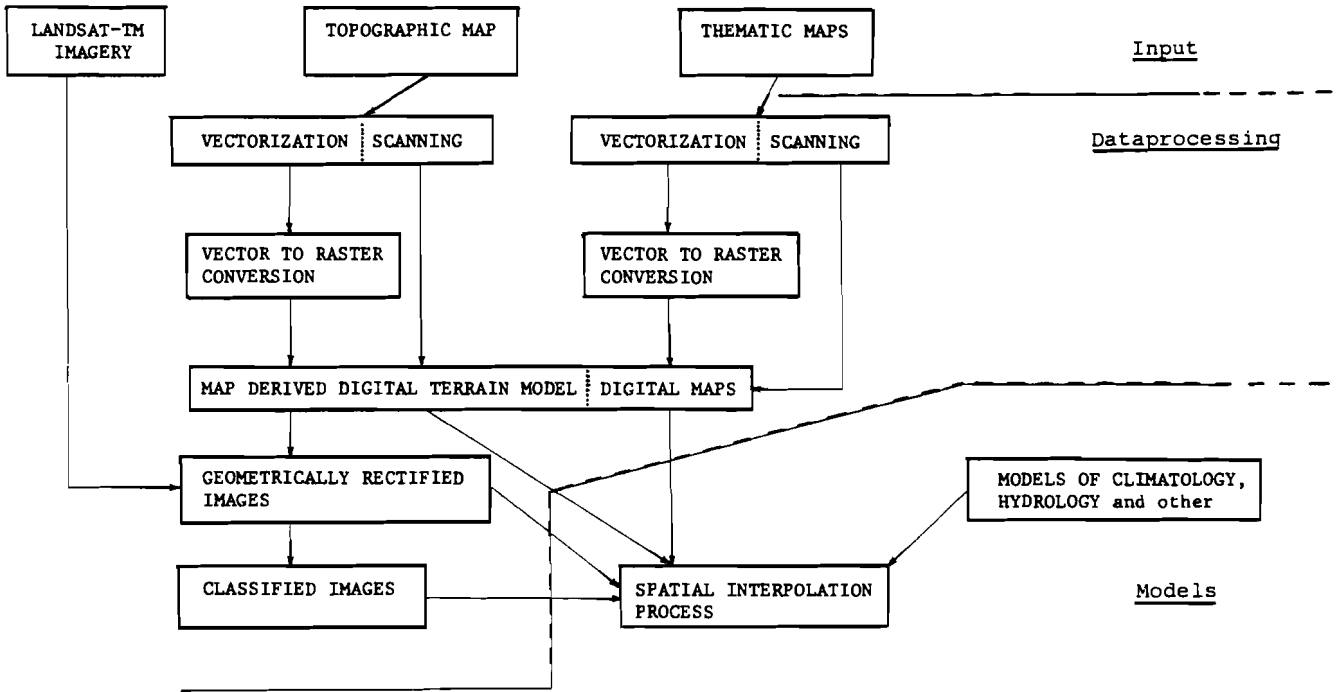 LANDSAT-TM
IMAGERY
TOPOGRAPHIC MAP
THEMATIC MAPS
Input
VECTORIZATION SCANNING
VECTORIZATION SCANNING
Dataprocessing
VECTOR TO RASTER
CONVERSION
VECTOR TO RASTER
CONVERSION
MAP DERIVED DIGITAL TERRAIN MODEL DIGITAL MAPS
GEOMETRICALLY RECTIFIED
IMAGES
MODELS OF CLIMATOLOGY,
HYDROLOGY and other
CLASSIFIED IMAGES
SPATIAL INTERPOLATION
PROCESS
Models